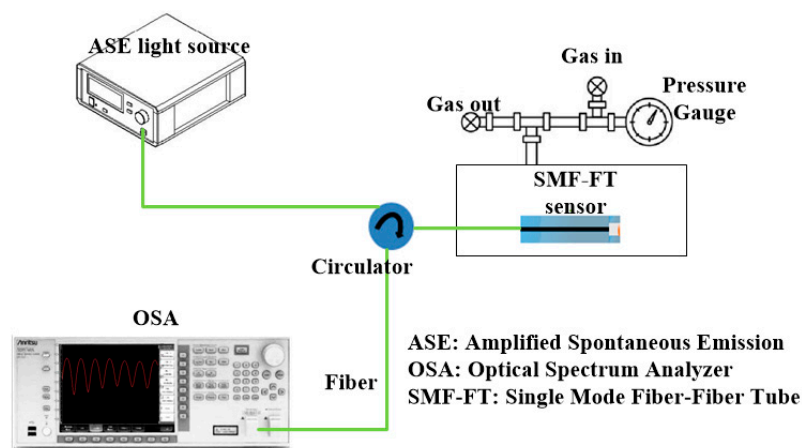 ASE light source
Gas in
Gas out
Pressure
Gauge
SMF-FT
sensor
Circulator
OSA
Anritsu
Fiber
ASE: Amplified Spontaneous Emission
OSA: Optical Spectrum Analyzer
SMF-FT: Single Mode Fiber-Fiber Tube